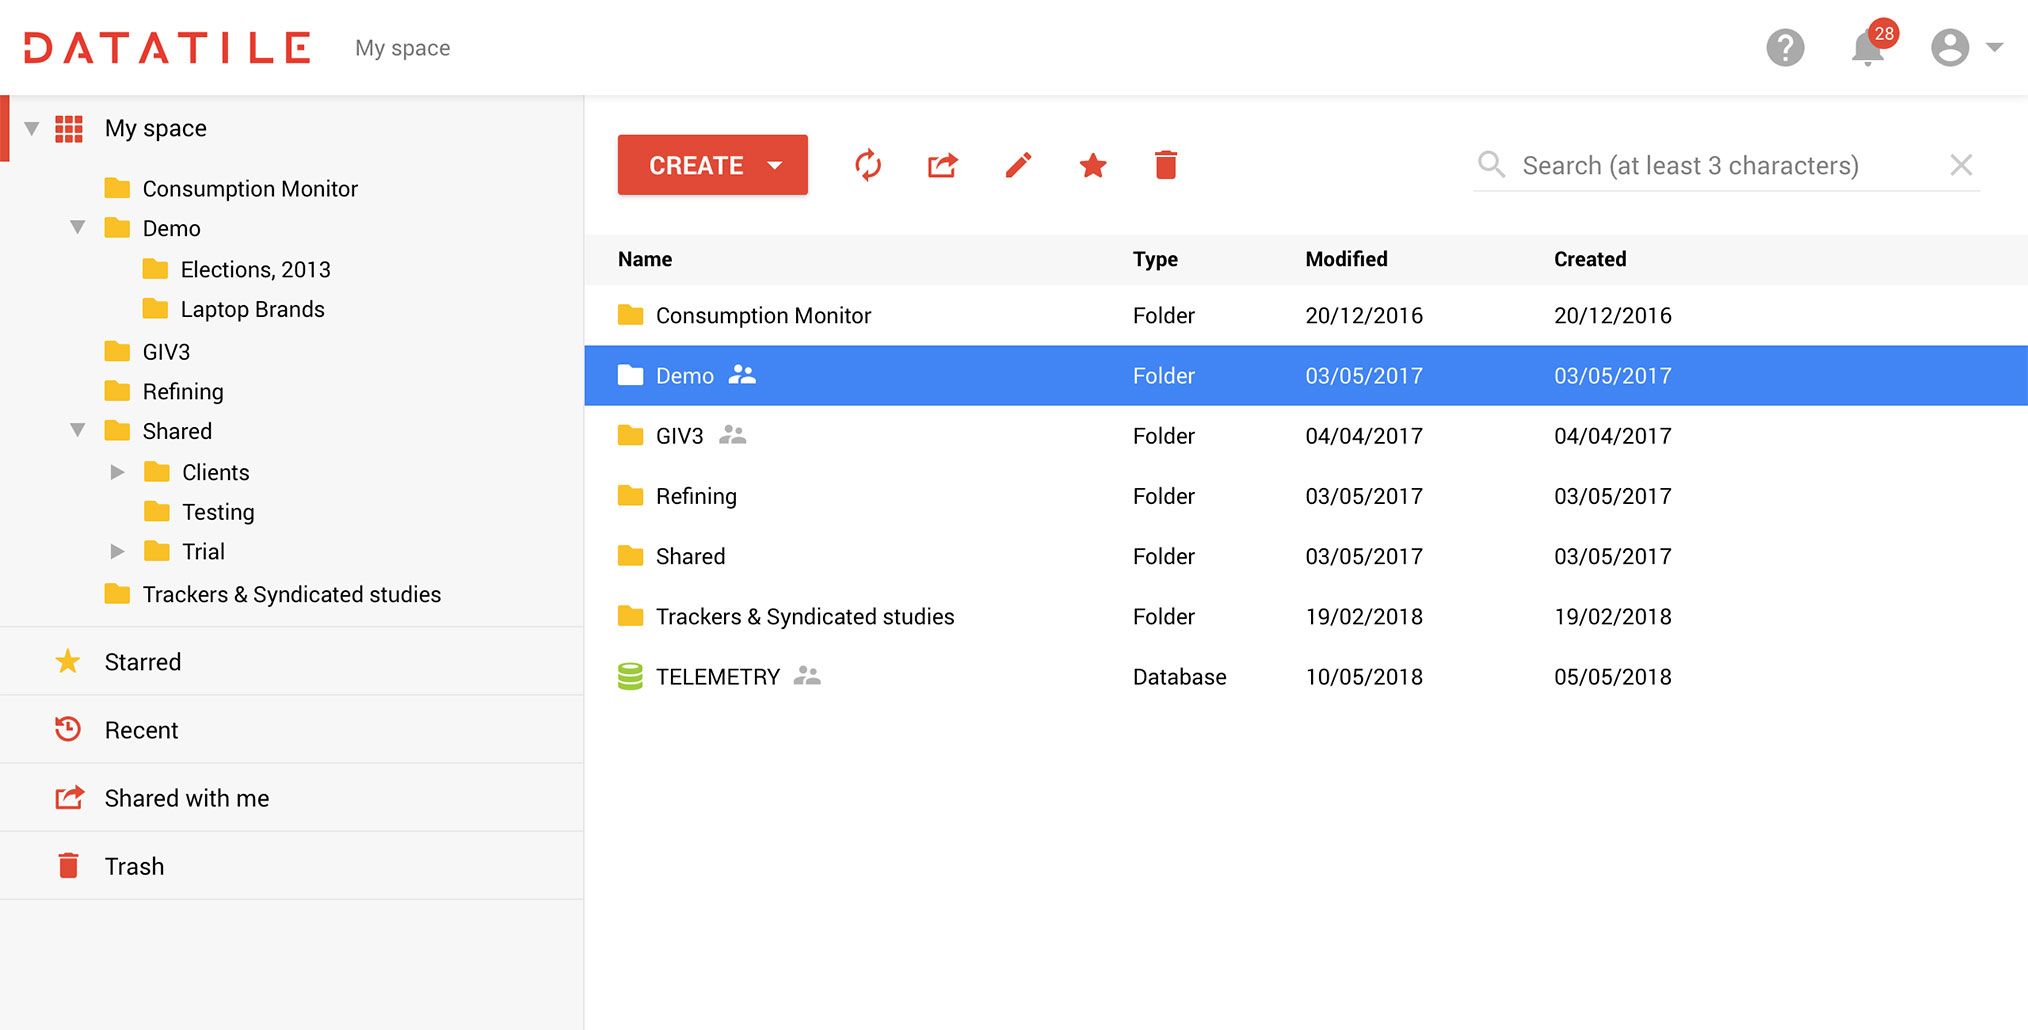 DATATILE My space 28
My space
Consumption Monitor
Demo
Elections, 2013
Laptop Brands
GIV3
Refining
Shared
Clients
Testing
Trial
Trackers & Syndicated studies
Starred
Recent
Shared with me
Trash
CREATE Search (at least 3 characters)
Name Type Modified Created
Consumption Monitor Folder 20/12/2016 20/12/2016
Demo Folder 03/05/2017 03/05/2017
GIV3 Folder 04/04/2017 04/04/2017
Refining Folder 03/05/2017 03/05/2017
Shared Folder 03/05/2017 03/05/2017
Trackers & Syndicated studies Folder 19/02/2018 19/02/2018
TELEMETRY Database 10/05/2018 05/05/2018